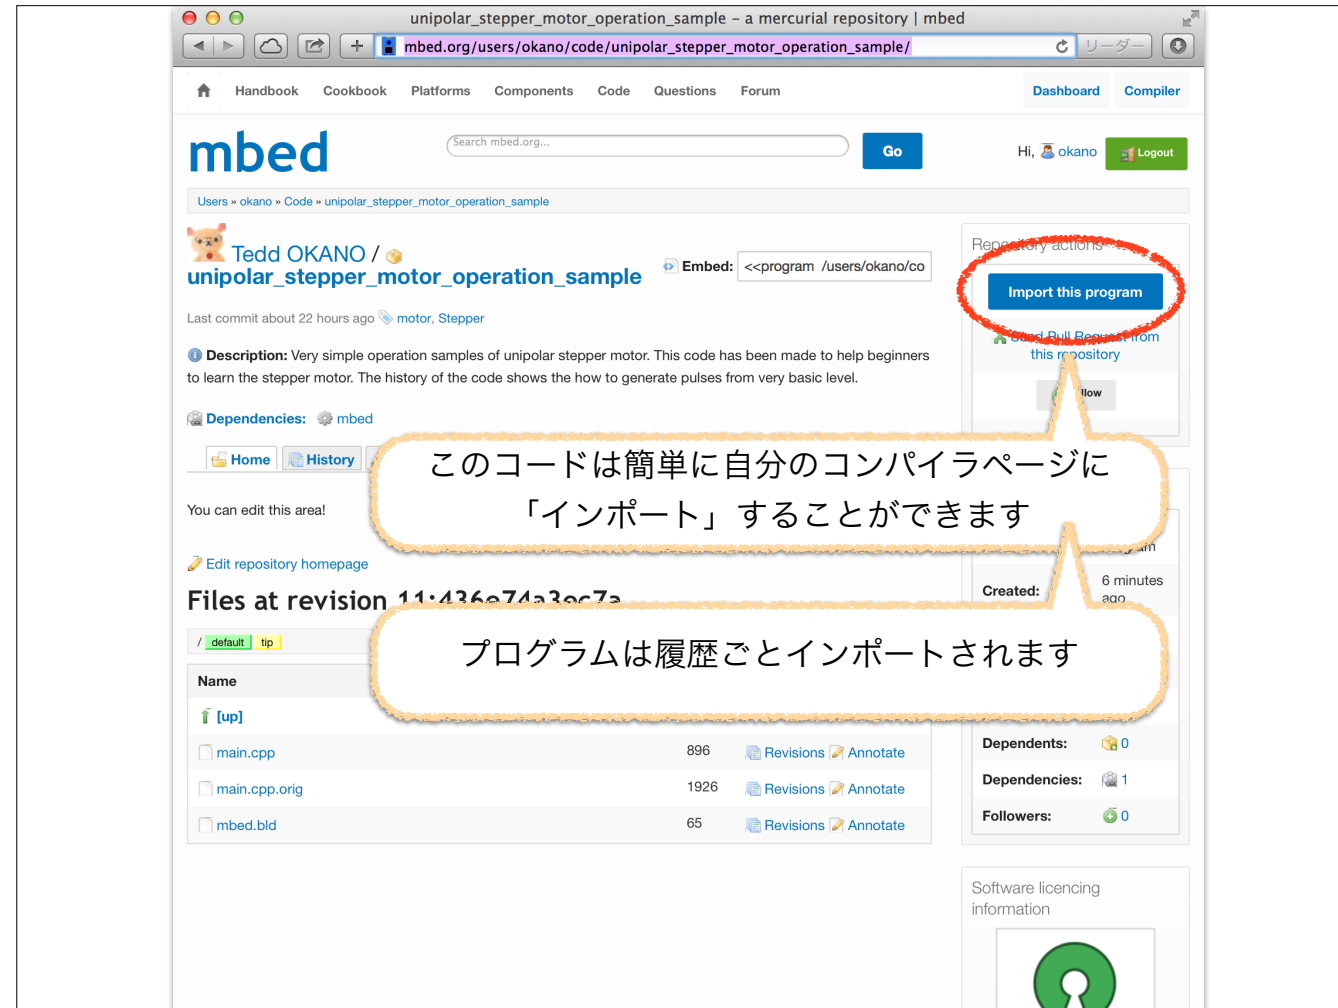 unipolar_stepper_motor_operation_sample – a mercurial repository | mbed
mbed.org/users/okano/code/unipolar_stepper_motor_operation_sample/
リーダー
Handbook Cookbook Platforms Components Code Questions Forum Dashboard Compiler
mbed
Search mbed.org...
Go
Hi, okano
Logout
Users » okano » Code » unipolar_stepper_motor_operation_sample
Tedd OKANO /
unipolar_stepper_motor_operation_sample
Embed: <<program /users/okano/co
Last commit about 22 hours ago motor, Stepper
Description: Very simple operation samples of unipolar stepper motor. This code has been made to help beginners
to learn the stepper motor. The history of the code shows the how to generate pulses from very basic level.
Dependencies: mbed
Repository actions
Import this program
Send Pull Request from
this repository
Home History
このコードは簡単に自分のコンパイラページに
「インポート」することができます
You can edit this area!
Edit repository homepage
Files at revision 11:436e74a3ec7a
/ default tip
プログラムは履歴ごとインポートされます
Name
[up]
main.cpp 896 Revisions Annotate
main.cpp.orig 1926 Revisions Annotate
mbed.bld 65 Revisions Annotate
Created: 6 minutes
ago
Dependents: 0
Dependencies: 1
Followers: 0
Software licencing
information